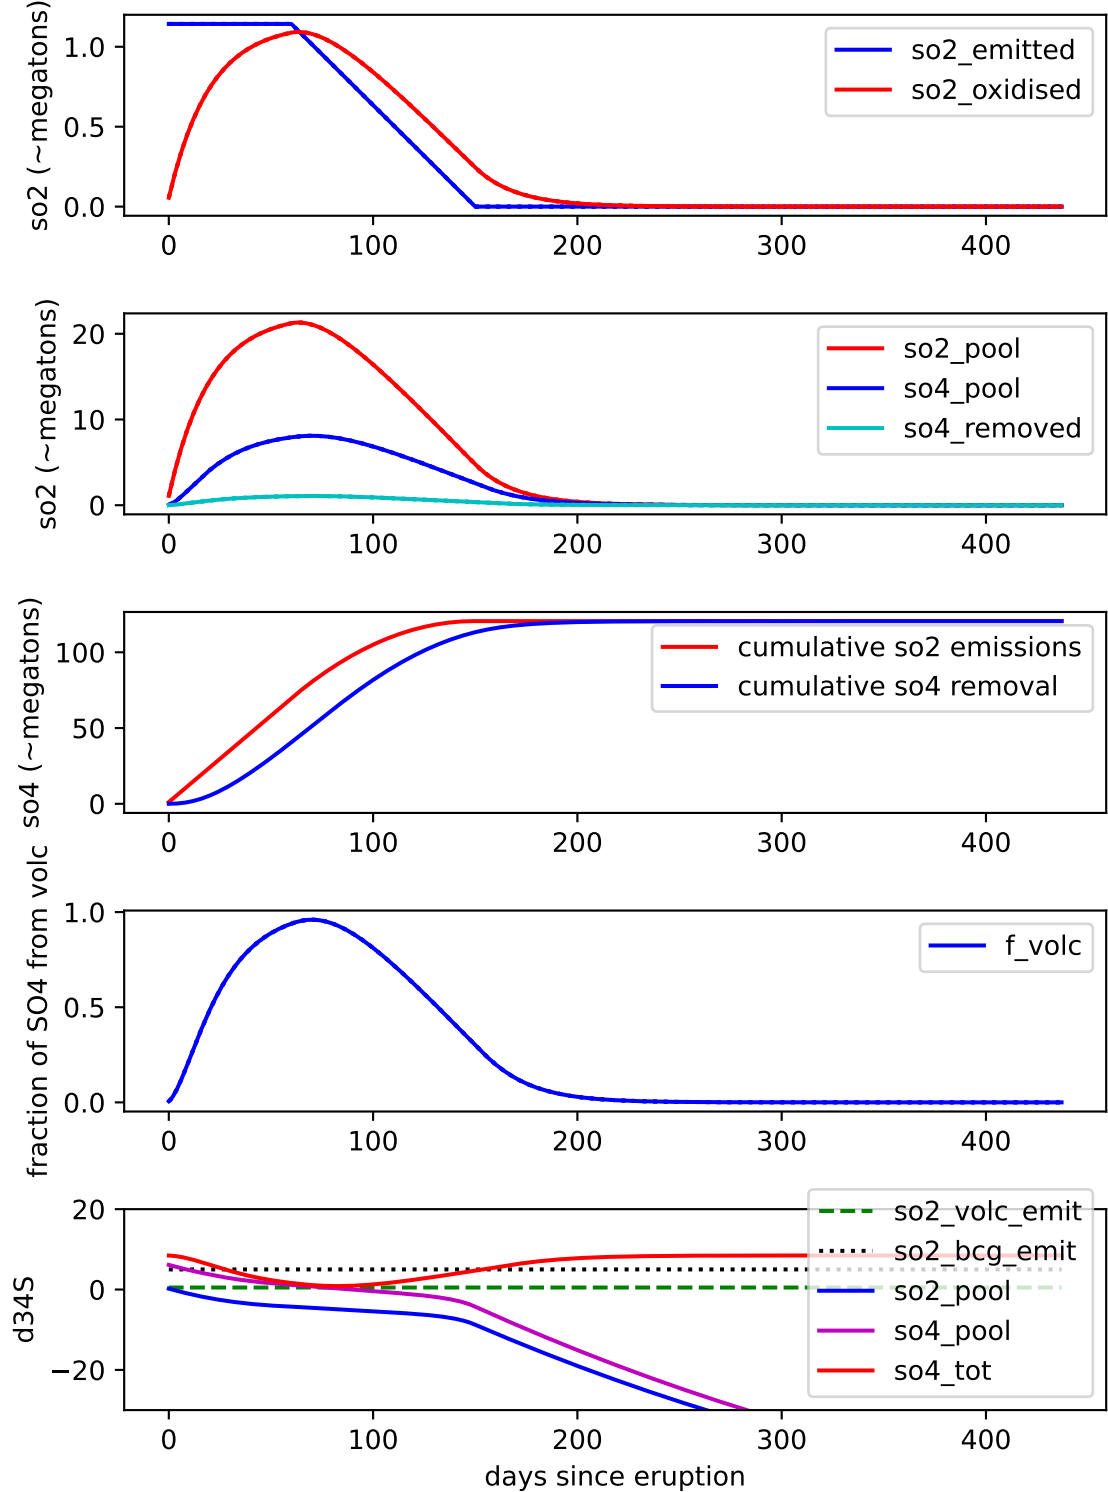 so2 (~megatons)
1.0
0.5
0.0
so2_emitted
so2_oxidised
0 100 200 300 400
so2 (~megatons)
20
10
0
so2_pool
so4_pool
so4_removed
0 100 200 300 400
so4 (~megatons)
100
50
0
cumulative so2 emissions
cumulative so4 removal
0 100 200 300 400
fraction of SO4 from volc
1.0
0.5
0.0
f_volc
0 100 200 300 400
d34S
20
0
−20
so2_volc_emit
so2_bcg_emit
so2_pool
so4_pool
so4_tot
0 100 200 300 400
days since eruption